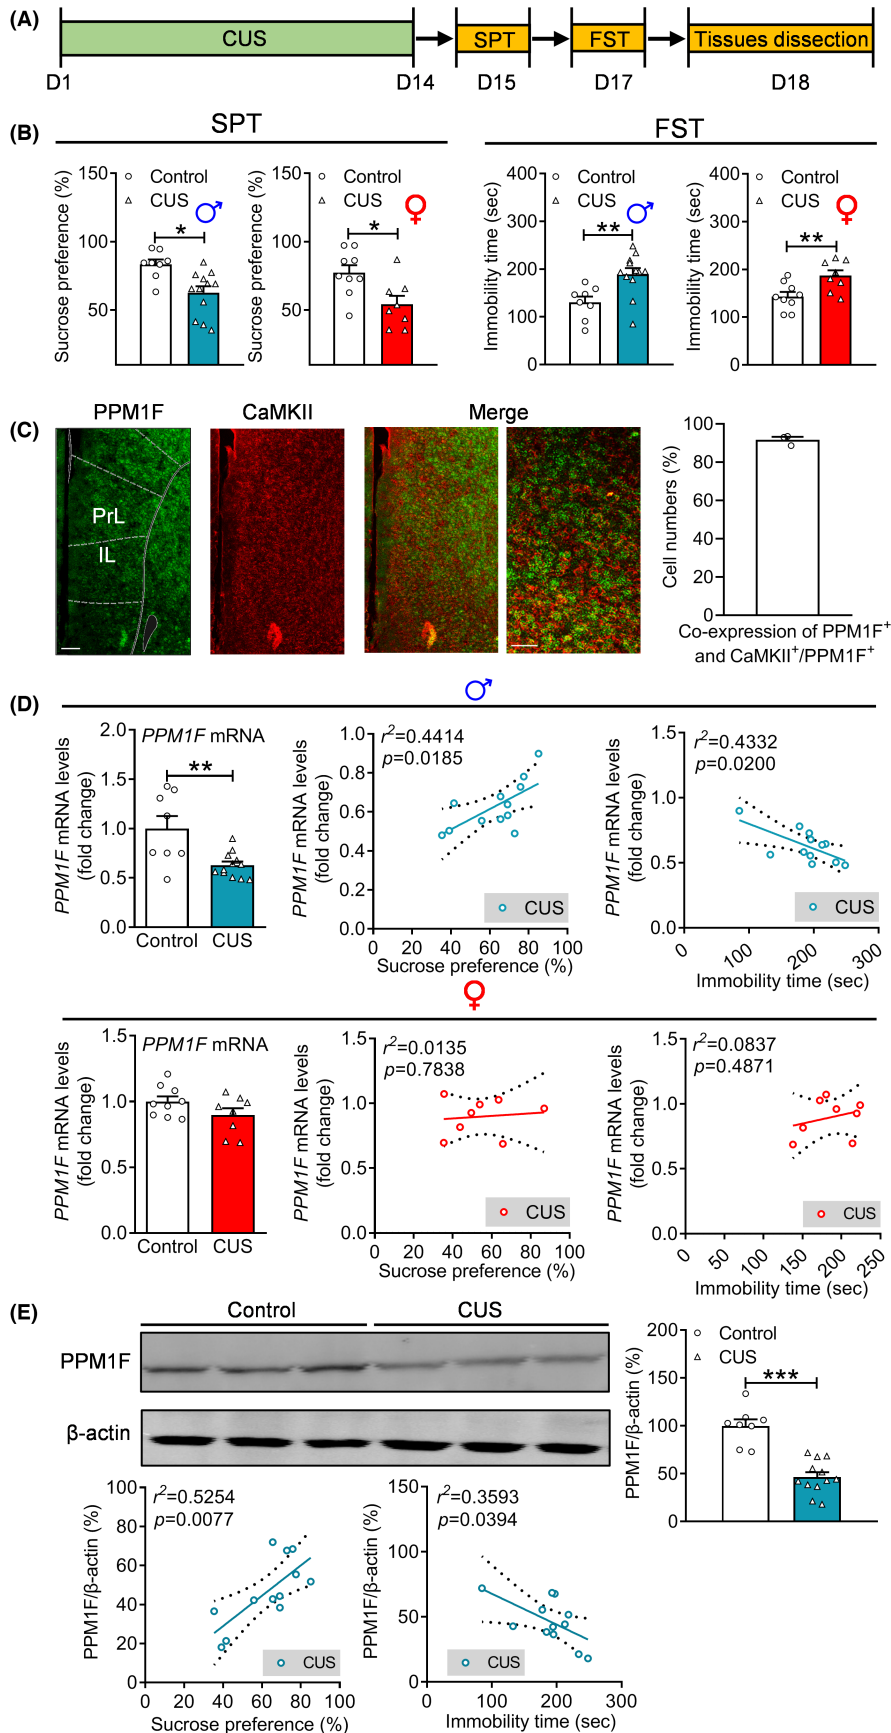 (A)
CUS
SPT
FST
Tissues dissection
D1
D14
D15
D17
D18
(B)
SPT
FST
Sucrose preference (%)
150
100
50
Control
CUS
*
Sucrose preference (%)
150
100
50
Control
CUS
*
Immobility time (sec)
400
300
200
100
0
Control
CUS
**
Immobility time (sec)
400
300
200
100
0
Control
CUS
**
(C)
PPM1F
CaMKII
Merge
PrL
IL
Cell numbers (%)
100
80
60
40
20
0
Co-expression of PPM1F+
and CaMKII+/PPM1F+
(D)
PPM1F mRNA levels
(fold change)
2.0
1.5
1.0
0.5
0.0
PPM1F mRNA
**
Control CUS
PPM1F mRNA levels
(fold change)
1.0
0.8
0.6
0.4
0.2
0.0
r2=0.4414
p=0.0185
CUS
0 20 40 60 80 100
Sucrose preference (%)
PPM1F mRNA levels
(fold change)
1.5
1.0
0.5
0.0
r2=0.4332
p=0.0200
CUS
0 100 200 300
Immobility time (sec)
PPM1F mRNA levels
(fold change)
1.5
1.0
0.5
0.0
PPM1F mRNA
Control CUS
PPM1F mRNA levels
(fold change)
1.5
1.0
0.5
0.0
r2=0.0135
p=0.7838
CUS
0 20 40 60 80 100
Sucrose preference (%)
PPM1F mRNA levels
(fold change)
1.5
1.0
0.5
0.0
r2=0.0837
p=0.4871
CUS
0 50 100 150 200 250
Immobility time (sec)
(E)
Control
CUS
PPM1F
β-actin
PPM1F/β-actin (%)
200
150
100
50
0
Control
CUS
***
PPM1F/β-actin (%)
100
80
60
40
20
0
r2=0.5254
p=0.0077
CUS
0 20 40 60 80 100
Sucrose preference (%)
PPM1F/β-actin (%)
150
100
50
0
r2=0.3593
p=0.0394
CUS
0 100 200 300
Immobility time (sec)